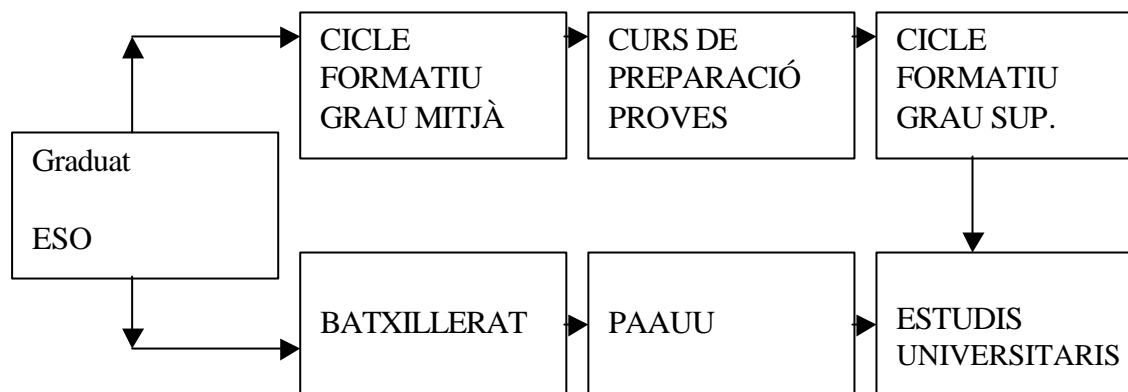 CICLE
FORMATIU
GRAU MITJÀ
CURS DE
PREPARACIÓ
PROVES
CICLE
FORMATIU
GRAU SUP.
Graduat
ESO
BATXILLERAT
PAAUU
ESTUDIS
UNIVERSITARIS